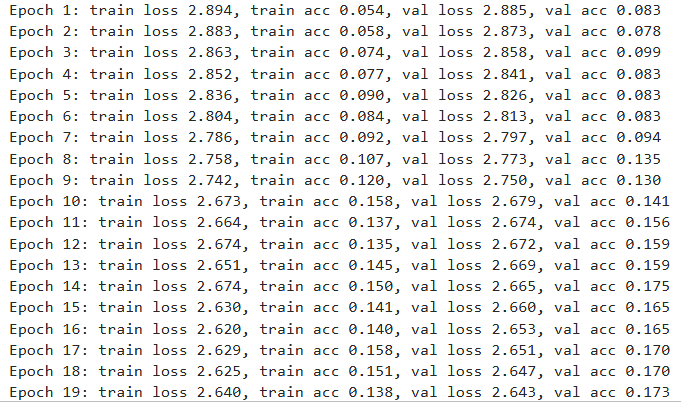 Epoch 1: train loss 2.894, train acc 0.054, val loss 2.885, val acc 0.083
Epoch 2: train loss 2.883, train acc 0.058, val loss 2.873, val acc 0.078
Epoch 3: train loss 2.863, train acc 0.074, val loss 2.858, val acc 0.099
Epoch 4: train loss 2.852, train acc 0.077, val loss 2.841, val acc 0.083
Epoch 5: train loss 2.836, train acc 0.090, val loss 2.826, val acc 0.083
Epoch 6: train loss 2.804, train acc 0.084, val loss 2.813, val acc 0.083
Epoch 7: train loss 2.786, train acc 0.092, val loss 2.797, val acc 0.094
Epoch 8: train loss 2.758, train acc 0.107, val loss 2.773, val acc 0.135
Epoch 9: train loss 2.742, train acc 0.120, val loss 2.750, val acc 0.130
Epoch 10: train loss 2.673, train acc 0.158, val loss 2.679, val acc 0.141
Epoch 11: train loss 2.664, train acc 0.137, val loss 2.674, val acc 0.156
Epoch 12: train loss 2.674, train acc 0.135, val loss 2.672, val acc 0.159
Epoch 13: train loss 2.651, train acc 0.145, val loss 2.669, val acc 0.159
Epoch 14: train loss 2.674, train acc 0.150, val loss 2.665, val acc 0.175
Epoch 15: train loss 2.630, train acc 0.141, val loss 2.660, val acc 0.165
Epoch 16: train loss 2.620, train acc 0.140, val loss 2.653, val acc 0.165
Epoch 17: train loss 2.629, train acc 0.158, val loss 2.651, val acc 0.170
Epoch 18: train loss 2.625, train acc 0.151, val loss 2.647, val acc 0.170
Epoch 19: train loss 2.640, train acc 0.138, val loss 2.643, val acc 0.173